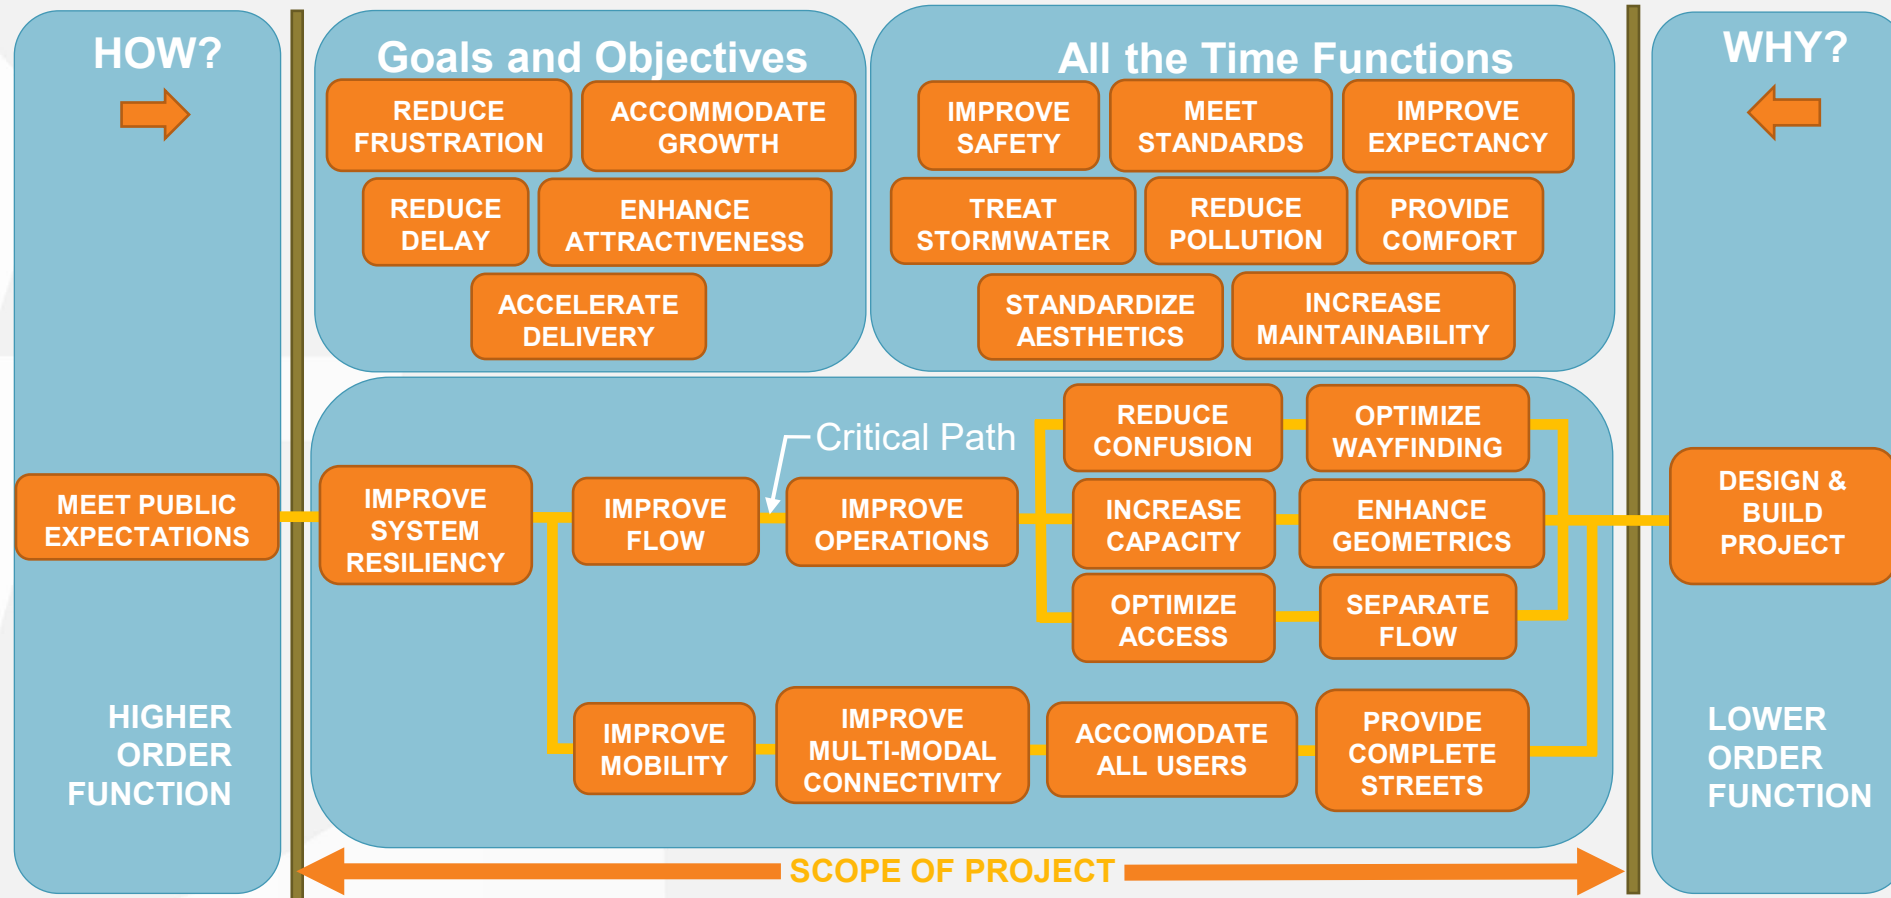 HOW?
Goals and Objectives
All the Time Functions
WHY?
REDUCE
FRUSTRATION
ACCOMMODATE
GROWTH
REDUCE
DELAY
ENHANCE
ATTRACTIVENESS
ACCELERATE
DELIVERY
IMPROVE
SAFETY
MEET
STANDARDS
IMPROVE
EXPECTANCY
TREAT
STORMWATER
REDUCE
POLLUTION
PROVIDE
COMFORT
STANDARDIZE
AESTHETICS
INCREASE
MAINTAINABILITY
MEET PUBLIC
EXPECTATIONS
IMPROVE
SYSTEM
RESILIENCY
IMPROVE
FLOW
Critical Path
IMPROVE
OPERATIONS
REDUCE
CONFUSION
OPTIMIZE
WAYFINDING
INCREASE
CAPACITY
ENHANCE
GEOMETRICS
OPTIMIZE
ACCESS
SEPARATE
FLOW
DESIGN &
BUILD
PROJECT
IMPROVE
MOBILITY
IMPROVE
MULTI-MODAL
CONNECTIVITY
ACCOMODATE
ALL USERS
PROVIDE
COMPLETE
STREETS
HIGHER
ORDER
FUNCTION
LOWER
ORDER
FUNCTION
SCOPE OF PROJECT